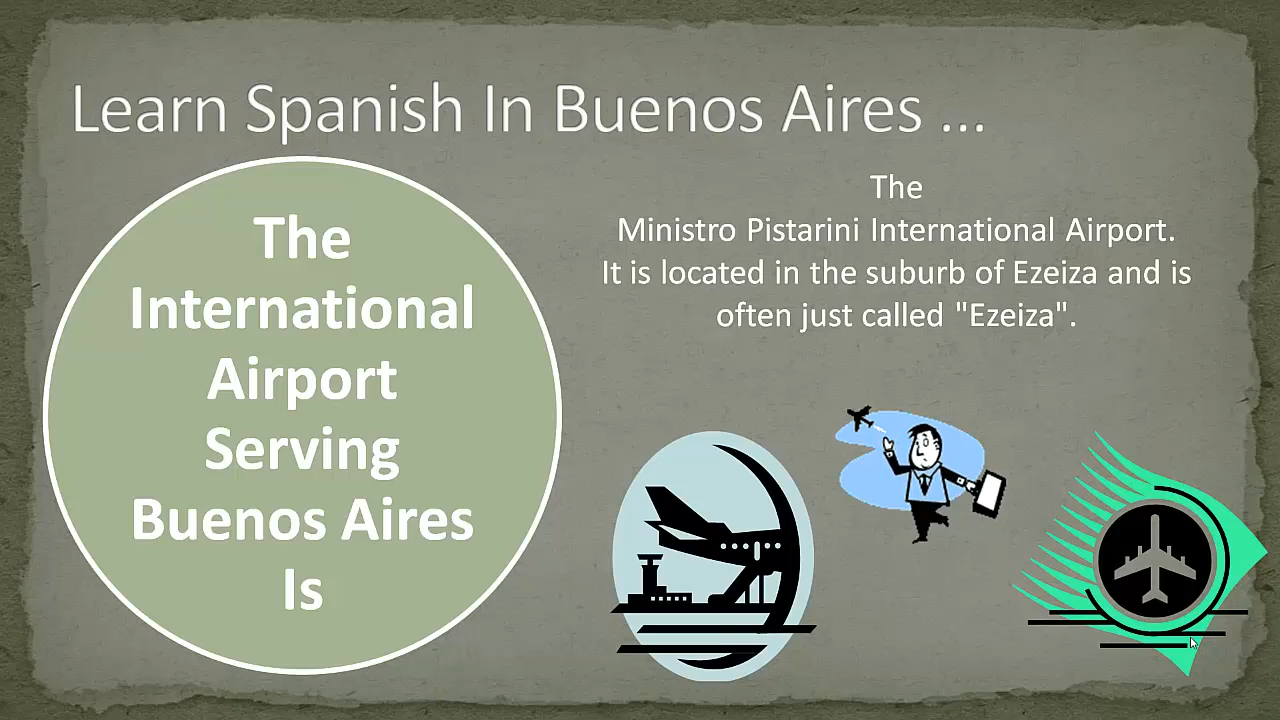 Learn Spanish In Buenos Aires ...
The
International
Airport
Serving
Buenos Aires
Is
The
Ministro Pistarini International Airport.
It is located in the suburb of Ezeiza and is
often just called "Ezeiza".